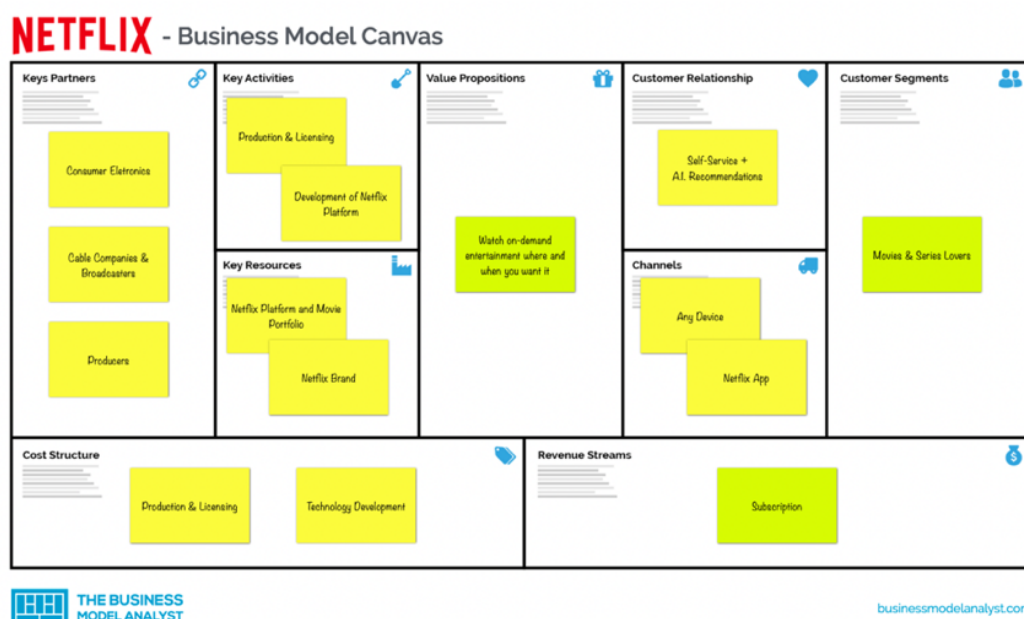 NETFLIX - Business Model Canvas
Keys Partners
Consumer Eletronics
Cable Companies &
Broadcasters
Producers
Key Activities
Production & Licensing
Development of Netflix
Platform
Key Resources
Netflix Platform and Movie
Portfolio
Netflix Brand
Value Propositions
Watch on-demand
entertainment where and
when you want it
Customer Relationship
Self-Service +
A.I. Recommendations
Channels
Any Device
Netflix App
Customer Segments
Movies & Series Lovers
Cost Structure
Production & Licensing
Technology Development
Revenue Streams
$
Subscription
THE BUSINESS
MODEL ANALYST
businessmodelanalyst.com